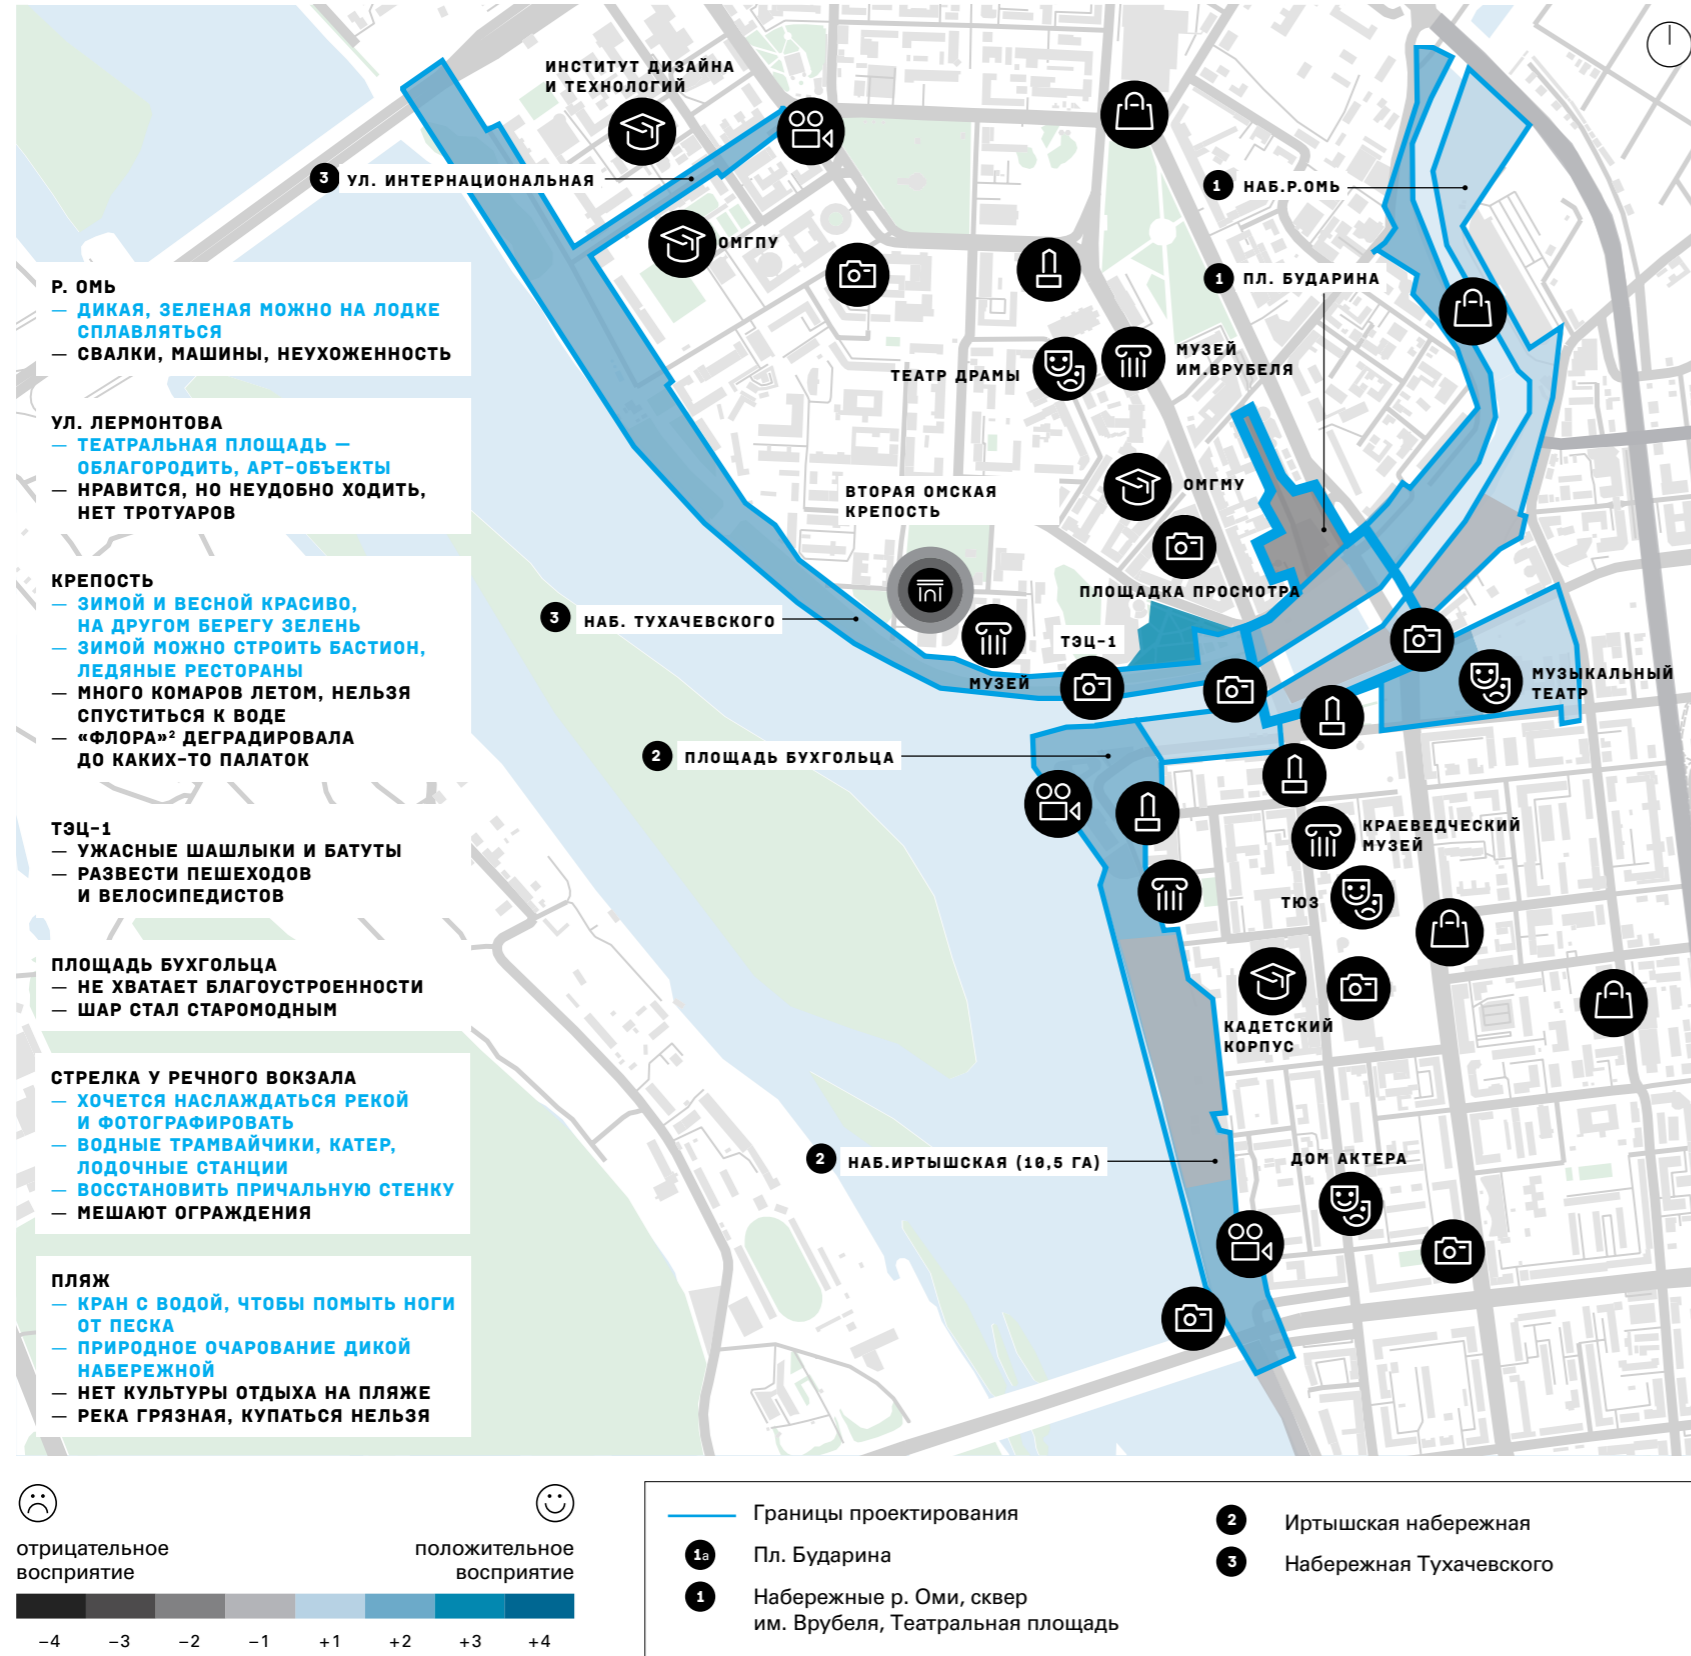 ИНСТИТУТ ДИЗАЙНА
И ТЕХНОЛОГИЙ
3 УЛ. ИНТЕРНАЦИОНАЛЬНАЯ
1 НАБ.Р.ОМЬ
ОМГПУ
1 ПЛ. БУДАРИНА
ТЕАТР ДРАМЫ
МУЗЕЙ
ИМ.ВРУБЕЛЯ
ОМГМУ
ВТОРАЯ ОМСКАЯ
КРЕПОСТЬ
ПЛОЩАДКА ПРОСМОТРА
3 НАБ. ТУХАЧЕВСКОГО
ТЭЦ-1
МУЗЕЙ
МУЗЫКАЛЬНЫЙ
ТЕАТР
2 ПЛОЩАДЬ БУХГОЛЬЦА
КРАЕВЕДЧЕСКИЙ
МУЗЕЙ
ТЮЗ
КАДЕТСКИЙ
КОРПУС
2 НАБ.ИРТЫШСКАЯ (10,5 ГА)
ДОМ АКТЕРА
Р. ОМЬ
— ДИКАЯ, ЗЕЛЕНАЯ МОЖНО НА ЛОДКЕ
СПЛАВЛЯТЬСЯ
— СВАЛКИ, МАШИНЫ, НЕУХОЖЕННОСТЬ
УЛ. ЛЕРМОНТОВА
— ТЕАТРАЛЬНАЯ ПЛОЩАДЬ —
ОБЛАГОРОДИТЬ, АРТ-ОБЪЕКТЫ
— НРАВИТСЯ, НО НЕУДОБНО ХОДИТЬ,
НЕТ ТРОТУАРОВ
КРЕПОСТЬ
— ЗИМОЙ И ВЕСНОЙ КРАСИВО,
НА ДРУГОМ БЕРЕГУ ЗЕЛЕНЬ
— ЗИМОЙ МОЖНО СТРОИТЬ БАСТИОН,
ЛЕДЯНЫЕ РЕСТОРАНЫ
— МНОГО КОМАРОВ ЛЕТОМ, НЕЛЬЗЯ
СПУСТИТЬСЯ К ВОДЕ
— «ФЛОРА»² ДЕГРАДИРОВАЛА
ДО КАКИХ-ТО ПАЛАТОК
ТЭЦ-1
— УЖАСНЫЕ ШАШЛЫКИ И БАТУТЫ
— РАЗВЕСТИ ПЕШЕХОДОВ
И ВЕЛОСИПЕДИСТОВ
ПЛОЩАДЬ БУХГОЛЬЦА
— НЕ ХВАТАЕТ БЛАГОУСТРОЕННОСТИ
— ШАР СТАЛ СТАРОМОДНЫМ
СТРЕЛКА У РЕЧНОГО ВОКЗАЛА
— ХОЧЕТСЯ НАСЛАЖДАТЬСЯ РЕКОЙ
И ФОТОГРАФИРОВАТЬ
— ВОДНЫЕ ТРАМВАЙЧИКИ, КАТЕР,
ЛОДОЧНЫЕ СТАНЦИИ
— ВОССТАНОВИТЬ ПРИЧАЛЬНУЮ СТЕНКУ
— МЕШАЮТ ОГРАЖДЕНИЯ
ПЛЯЖ
— КРАН С ВОДОЙ, ЧТОБЫ ПОМЫТЬ НОГИ
ОТ ПЕСКА
— ПРИРОДНОЕ ОЧАРОВАНИЕ ДИКОЙ
НАБЕРЕЖНОЙ
— НЕТ КУЛЬТУРЫ ОТДЫХА НА ПЛЯЖЕ
— РЕКА ГРЯЗНАЯ, КУПАТЬСЯ НЕЛЬЗЯ
отрицательное
восприятие
положительное
восприятие
−4 −3 −2 −1 +1 +2 +3 +4
Границы проектирования
1а Пл. Бударина
1 Набережные р. Оми, сквер
им. Врубеля, Театральная площадь
2 Иртышская набережная
3 Набережная Тухачевского